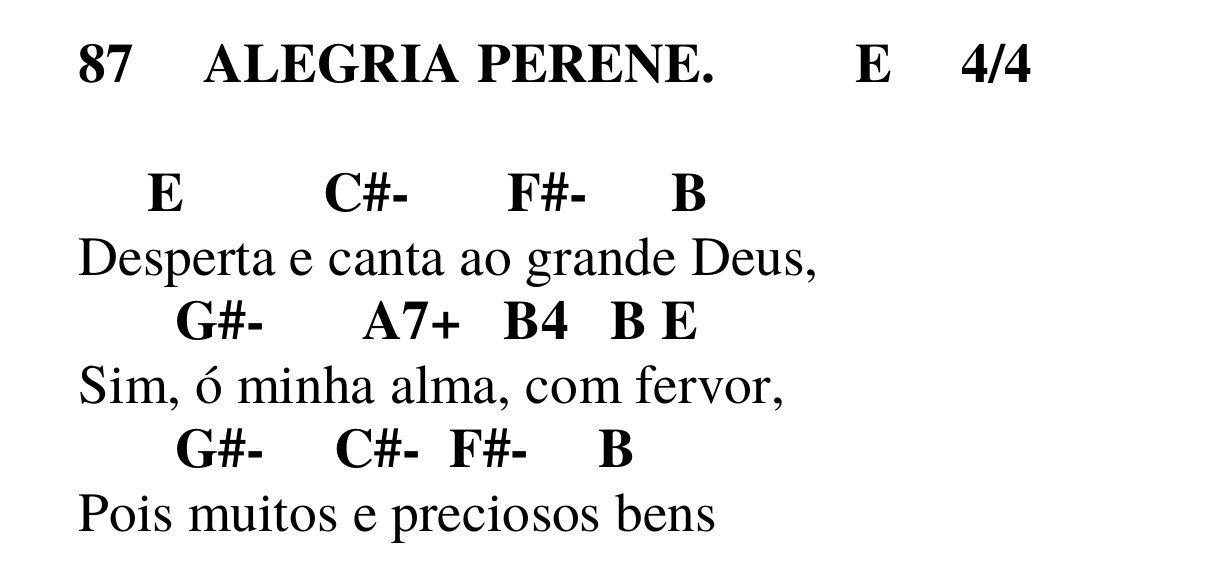 87 ALEGRIA PERENE. E 4/4
E C#- F#- B
Desperta e canta ao grande Deus,
G#- A7+ B4 B E
Sim, ó minha alma, com fervor,
G#- C#- F#- B
Pois muitos e preciosos bens